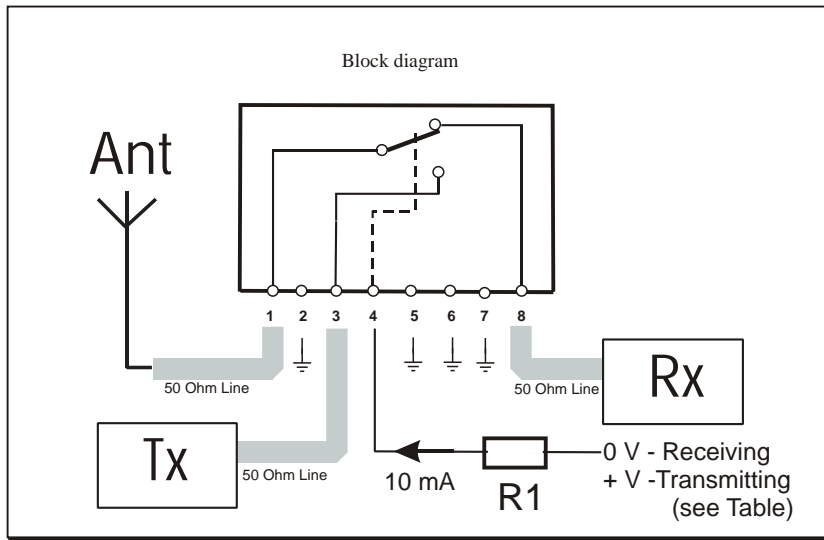 Block diagram
Ant
1 2 3 4 5 6 7 8
50 Ohm Line
50 Ohm Line
Rx
Tx
50 Ohm Line
10 mA
R1
0 V - Receiving
+ V -Transmitting
(see Table)